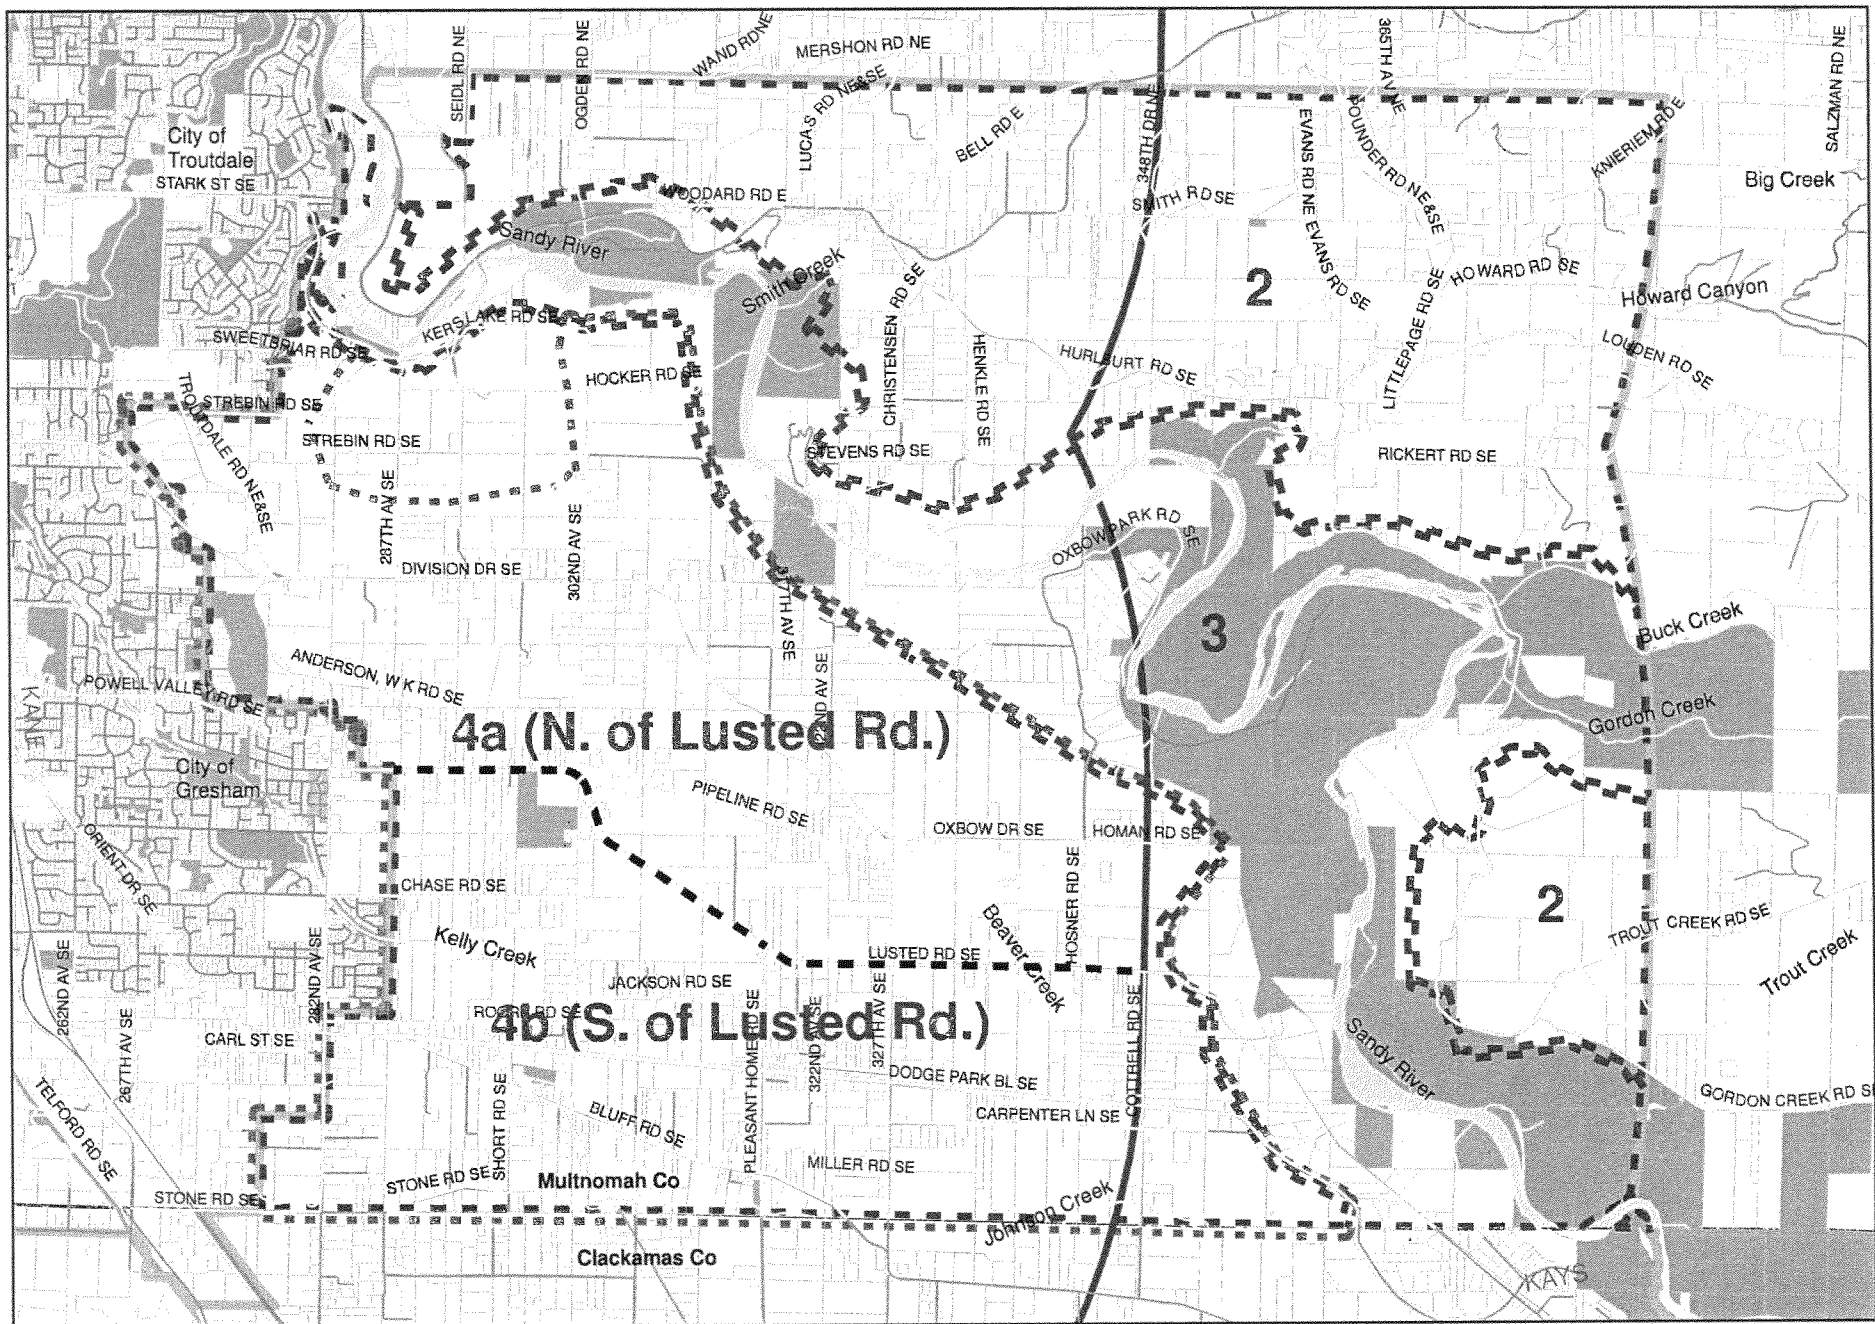 SEIDL RD NE
OGDEN RD NE
WAND RD NE
MERSHON RD NE
365TH AV NE
SALZMAN RD NE
City of
Troutdale
STARK ST SE
LUCAS RD NE&SE
BELL RD E
348TH DR NE
EVANS RD NE
POUNDER RD NE&SE
KNIERIEM RD E
Big Creek
WOODARD RD E
SMITH RD SE
Sandy River
Smith Creek
CHRISTENSEN RD SE
2
EVANS RD SE
HOWARD RD SE
Howard Canyon
SWEETBRIAR RD SE
KERSLAKE RD SE
HENKLE RD SE
HURLBURT RD SE
LITTLEPAGE RD SE
LOUDEN RD SE
HOCKER RD SE
TROUTDALE RD NE&SE
STREBIN RD SE
STREBIN RD SE
STEVENS RD SE
RICKERT RD SE
287TH AV SE
302ND AV SE
OXBOW PARK RD SE
DIVISION DR SE
317TH AV SE
3
Buck Creek
ANDERSON, W K RD SE
POWELL VALLEY RD SE
KANE
322ND AV SE
4a (N. of Lusted Rd.)
Gordon Creek
City of
Gresham
PIPELINE RD SE
OXBOW DR SE
HOMAN RD SE
ORIENT DR SE
CHASE RD SE
HOSNER RD SE
2
Kelly Creek
Beaver Creek
TROUT CREEK RD SE
Trout Creek
262ND AV SE
282ND AV SE
JACKSON RD SE
LUSTED RD SE
267TH AV SE
CARL ST SE
4b (S. of Lusted Rd.)
PLEASANT HOME RD SE
322ND AV SE
327TH AV SE
COTTRELL RD SE
Sandy River
TELFORD RD SE
SHORT RD SE
BLUFF RD SE
DODGE PARK BL SE
CARPENTER LN SE
GORDON CREEK RD SE
MILLER RD SE
STONE RD SE
STONE RD SE
Multnomah Co
Johnson Creek
Clackamas Co
KAYS